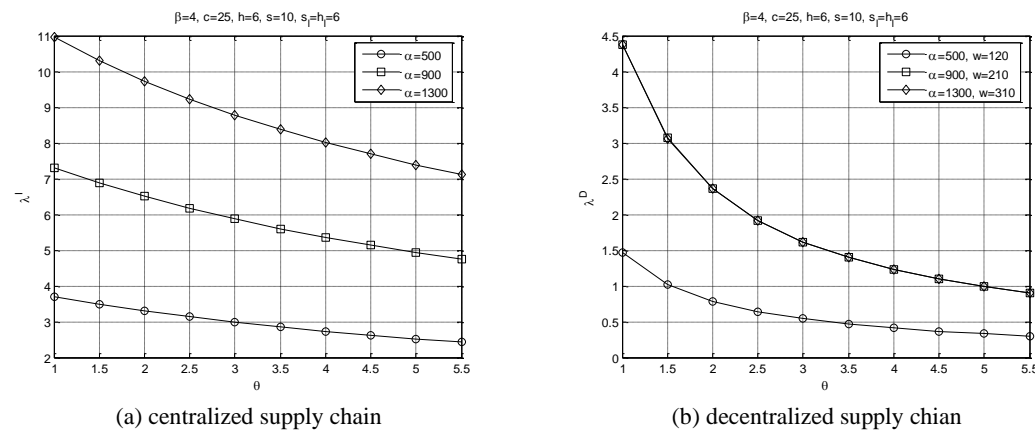 β=4, c=25, h=6, s=10, s_l=h_l=6
11
10
9
8
7
6
5
4
3
2
λ^I
1 1.5 2 2.5 3 3.5 4 4.5 5 5.5
θ
α=500
α=900
α=1300
(a) centralized supply chain
β=4, c=25, h=6, s=10, s_l=h_l=6
4.5
4
3.5
3
2.5
2
1.5
1
0.5
0
λ^D
1 1.5 2 2.5 3 3.5 4 4.5 5 5.5
θ
α=500, w=120
α=900, w=210
α=1300, w=310
(b) decentralized supply chian